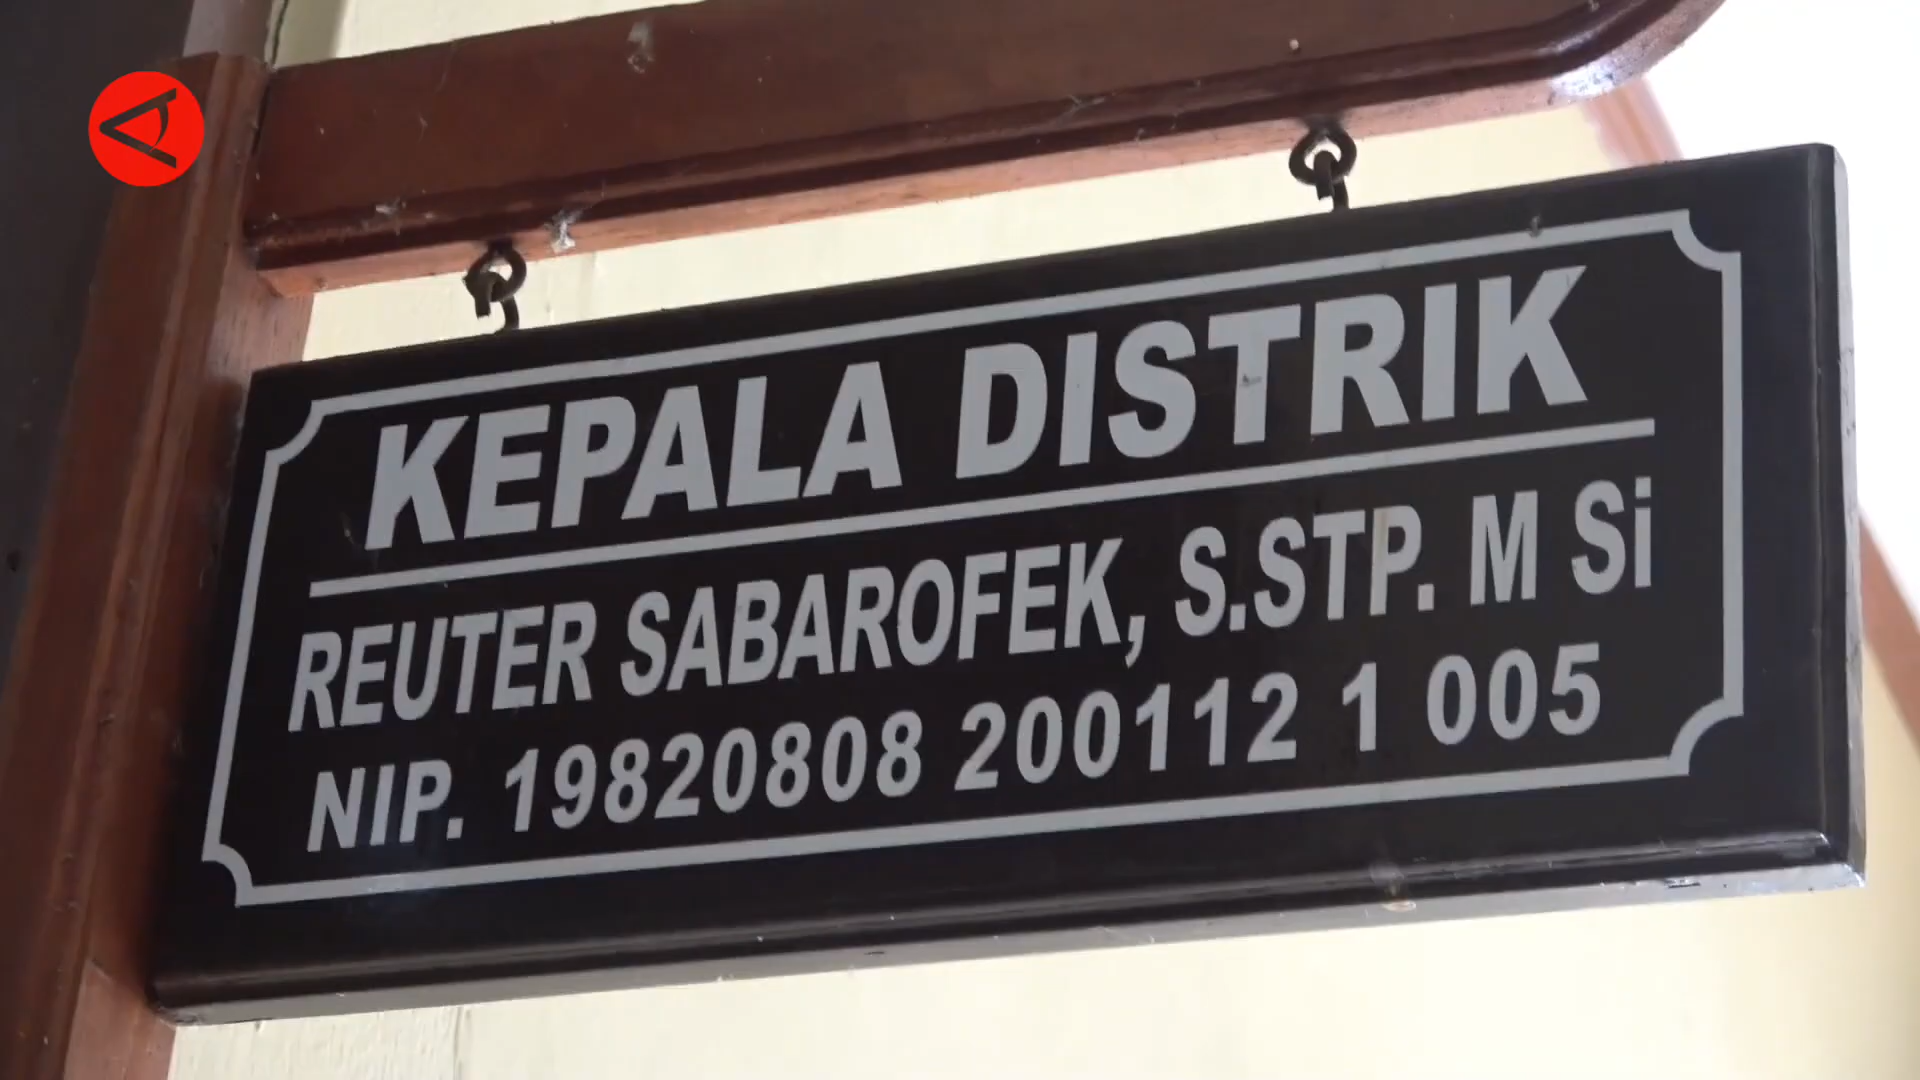 KEPALA DISTRIK
REUTER SABAROFEK, S.STP. M Si
NIP. 19820808 200112 1 005